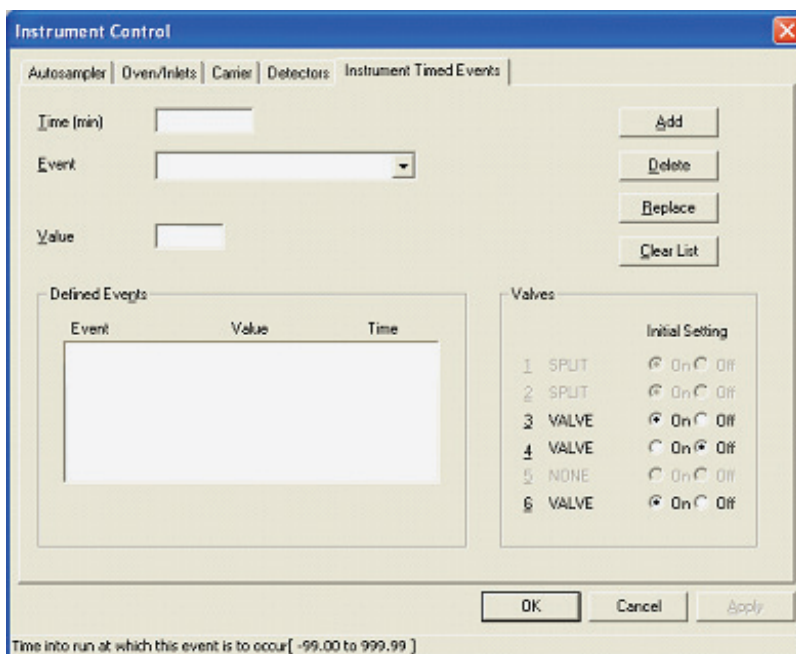 Instrument Control
Autosampler Oven/Inlets Carrier Detectors Instrument Timed Events
Time (min)
Add
Event
Delete
Replace
Value
Clear List
Defined Events
Event Value Time
Valves
Initial Setting
1 SPLIT On Off
2 SPLIT On Off
3 VALVE On Off
4 VALVE On Off
5 NONE On Off
6 VALVE On Off
OK Cancel Apply
Time into run at which this event is to occur[ -99.00 to 999.99 ]